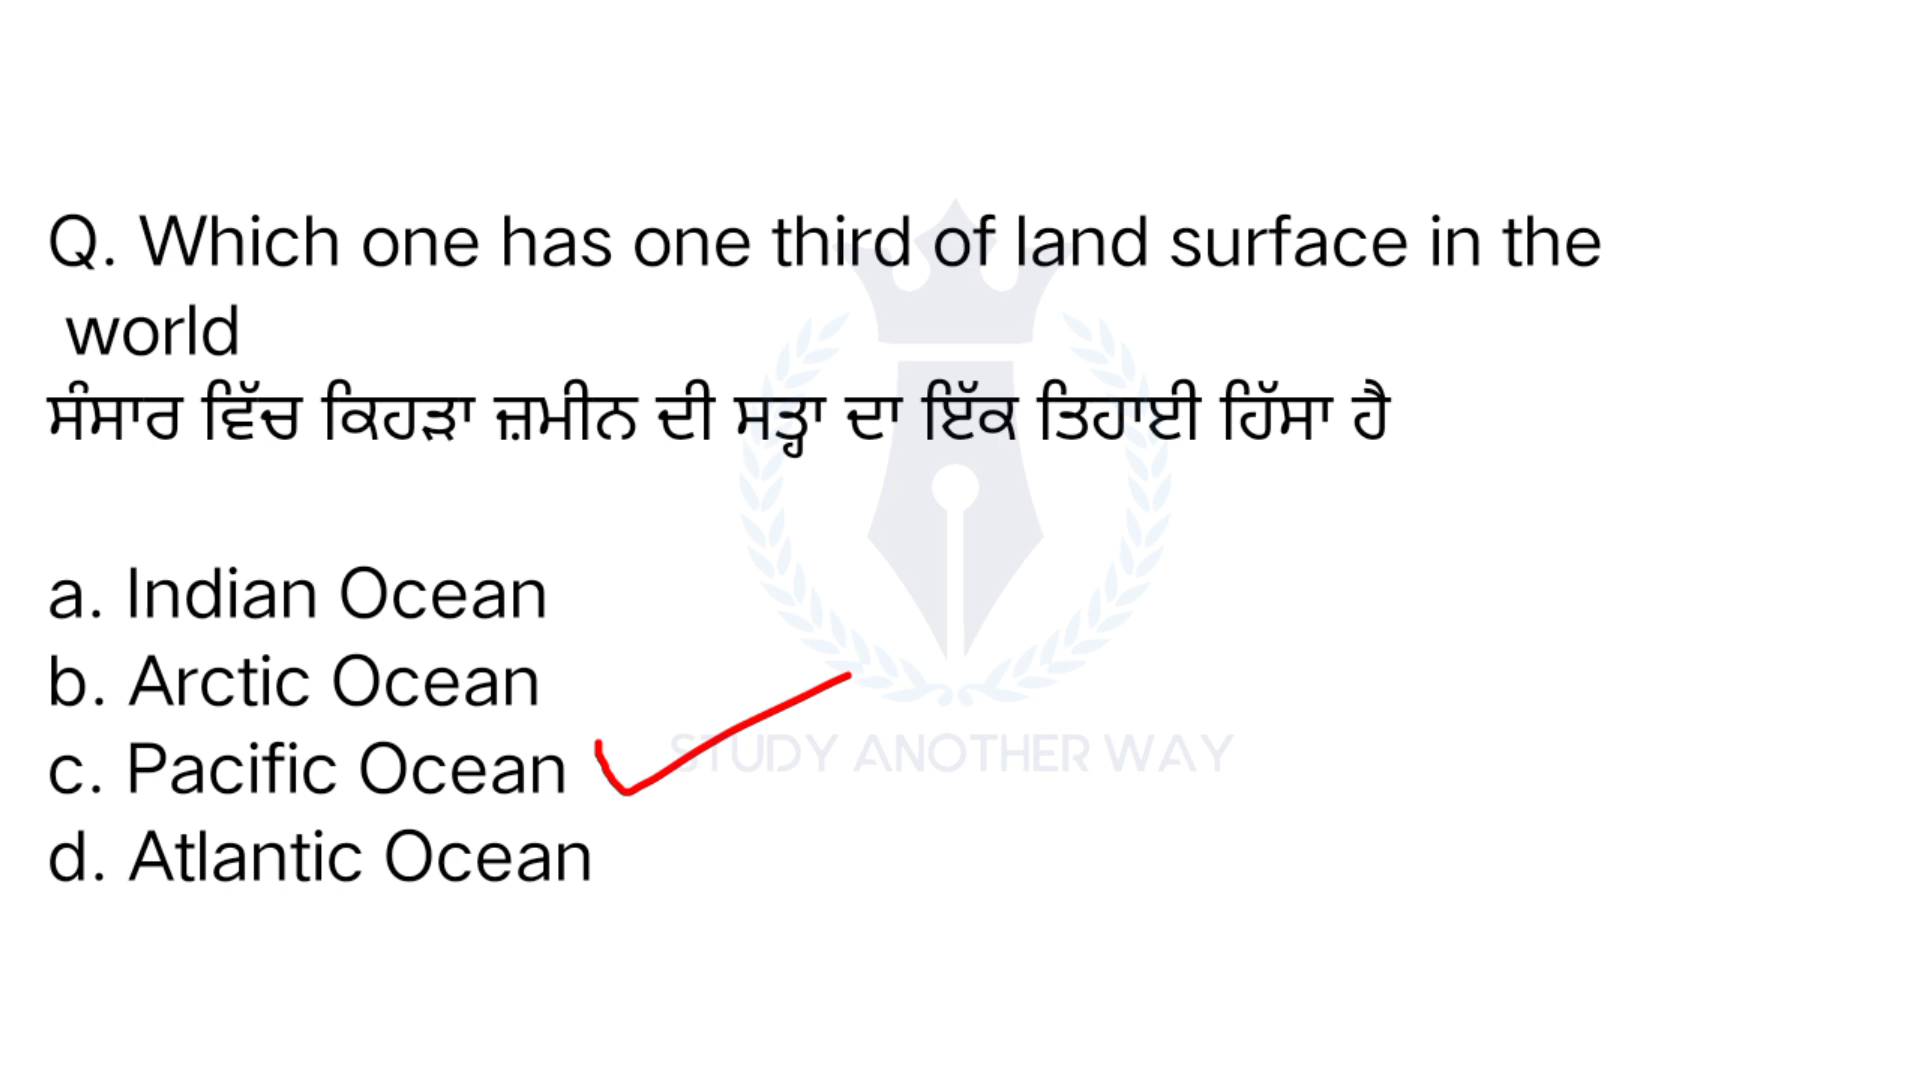 Q. Which one has one third of land surface in the
world
ਸੰਸਾਰ ਵਿੱਚ ਕਿਹੜਾ ਜ਼ਮੀਨ ਦੀ ਸਤ੍ਹਾ ਦਾ ਇੱਕ ਤਿਹਾਈ ਹਿੱਸਾ ਹੈ
a. Indian Ocean
b. Arctic Ocean
c. Pacific Ocean
STUDY ANOTHER WAY
d. Atlantic Ocean